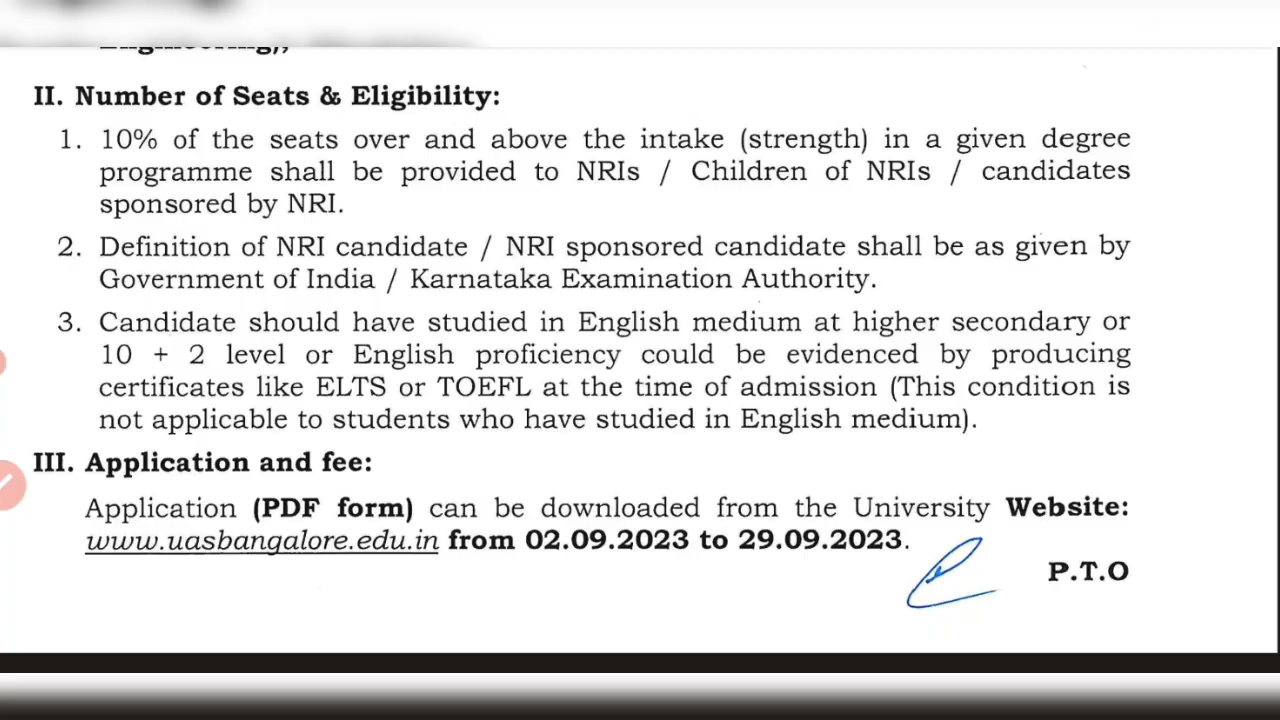 II. Number of Seats & Eligibility:
1. 10% of the seats over and above the intake (strength) in a given degree
programme shall be provided to NRIs / Children of NRIs / candidates
sponsored by NRI.
2. Definition of NRI candidate / NRI sponsored candidate shall be as given by
Government of India / Karnataka Examination Authority.
3. Candidate should have studied in English medium at higher secondary or
10 + 2 level or English proficiency could be evidenced by producing
certificates like ELTS or TOEFL at the time of admission (This condition is
not applicable to students who have studied in English medium).
III. Application and fee:
Application (PDF form) can be downloaded from the University Website:
www.uasbangalore.edu.in from 02.09.2023 to 29.09.2023.
P.T.O